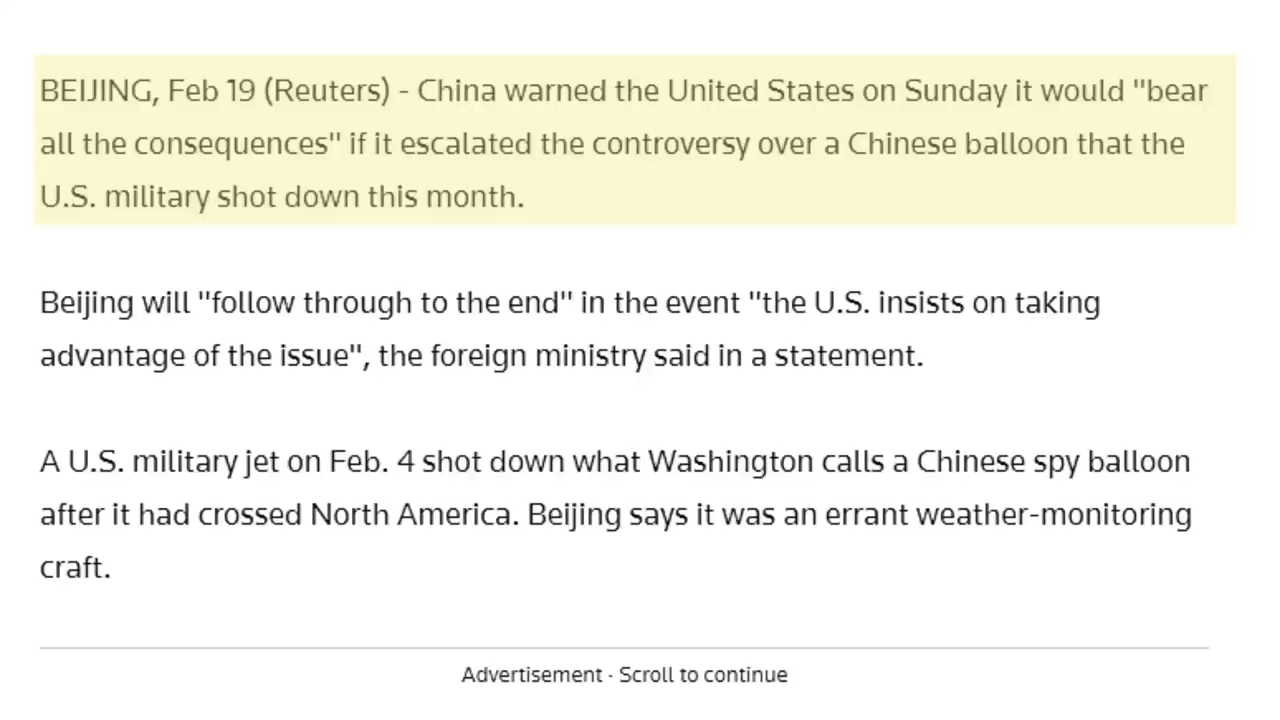 BEIJING, Feb 19 (Reuters) - China warned the United States on Sunday it would "bear
all the consequences" if it escalated the controversy over a Chinese balloon that the
U.S. military shot down this month.
Beijing will "follow through to the end" in the event "the U.S. insists on taking
advantage of the issue", the foreign ministry said in a statement.
A U.S. military jet on Feb. 4 shot down what Washington calls a Chinese spy balloon
after it had crossed North America. Beijing says it was an errant weather-monitoring
craft.
Advertisement · Scroll to continue